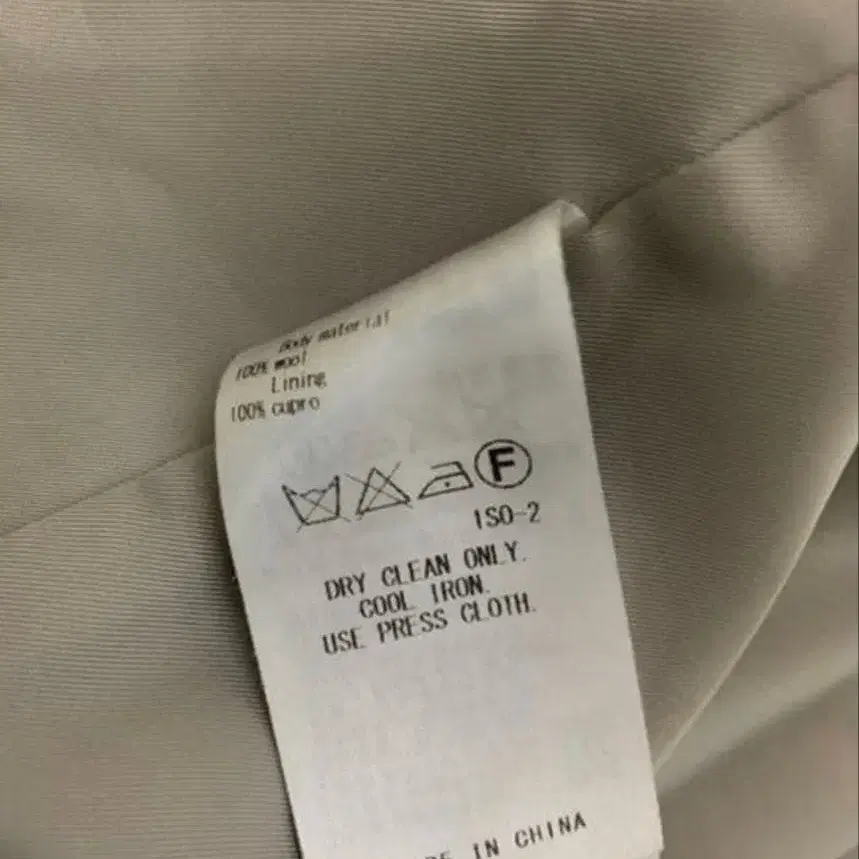 Body material
100% wool
Lining
100% cupro
F
ISO-2
DRY CLEAN ONLY.
COOL IRON.
USE PRESS CLOTH.
IN CHINA